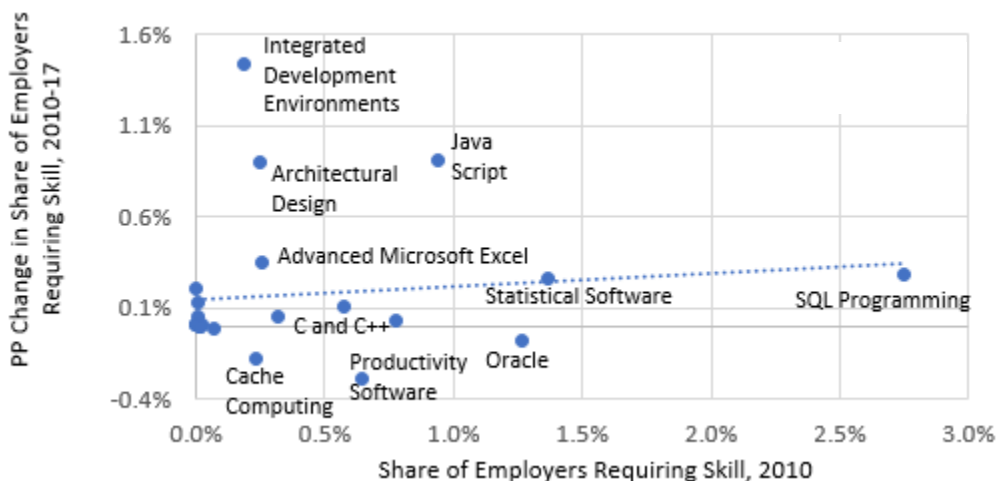 PP Change in Share of Employers
Requiring Skill, 2010-17
1.6%
1.1%
0.6%
0.1%
-0.4%
Integrated
Development
Environments
Java
Script
Architectural
Design
Advanced Microsoft Excel
Statistical Software
SQL Programming
C and C++
Productivity
Software
Oracle
Cache
Computing
0.0%
0.5%
1.0%
1.5%
2.0%
2.5%
3.0%
Share of Employers Requiring Skill, 2010